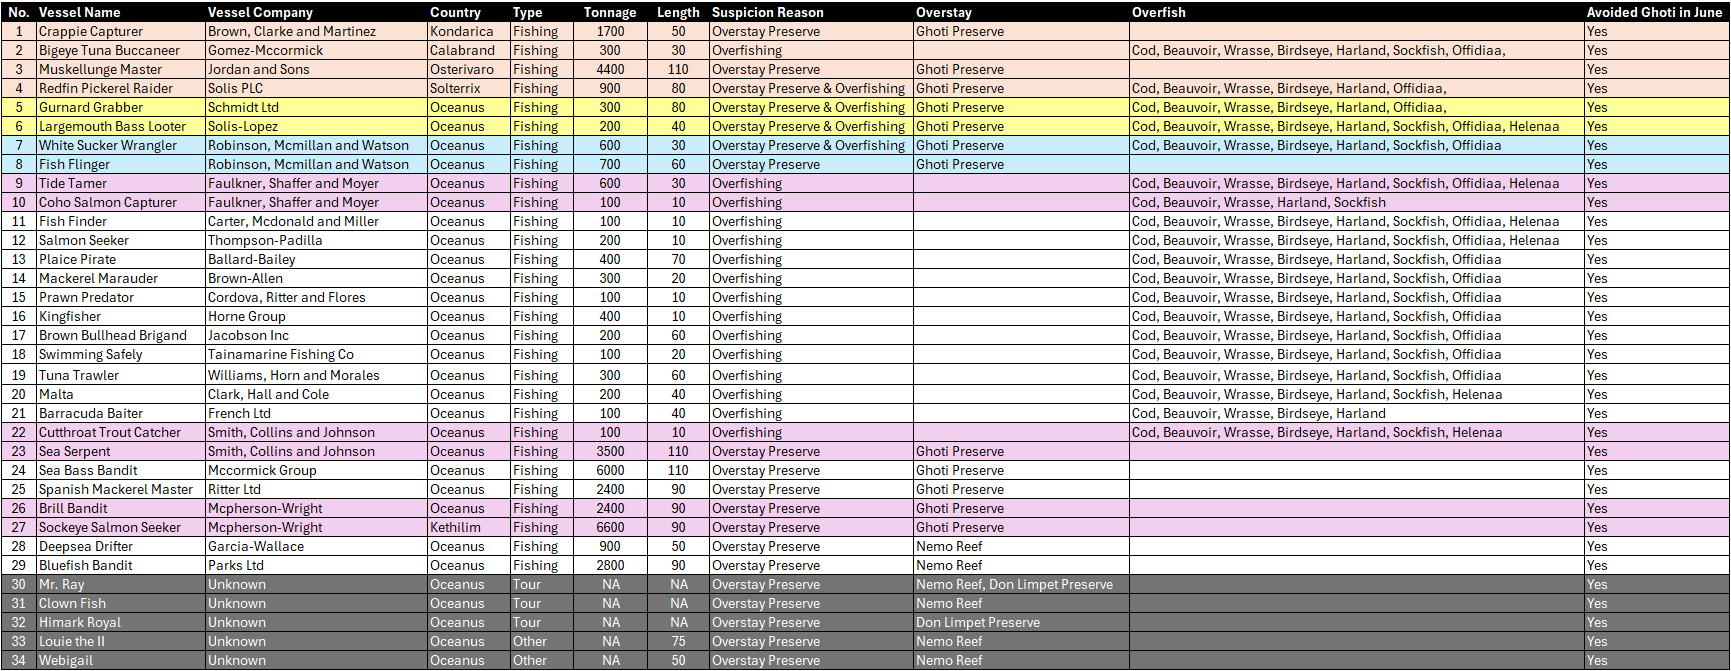 No. Vessel Name Vessel Company Country Type Tonnage Length Suspicion Reason Overstay Overfish Avoided Ghoti in June
1 Crappie Capturer Brown, Clarke and Martinez Kondarica Fishing 1700 50 Overstay Preserve Ghoti Preserve Yes
2 Bigeye Tuna Buccaneer Gomez-Mccormick Calabrand Fishing 300 30 Overfishing Cod, Beauvoir, Wrasse, Birdseye, Harland, Sockfish, Offidiaa, Yes
3 Muskellunge Master Jordan and Sons Osterivaro Fishing 4400 110 Overstay Preserve Ghoti Preserve Yes
4 Redfin Pickerel Raider Solis PLC Solterrix Fishing 900 80 Overstay Preserve & Overfishing Ghoti Preserve Cod, Beauvoir, Wrasse, Birdseye, Harland, Offidiaa, Yes
5 Gurnard Grabber Schmidt Ltd Oceanus Fishing 300 80 Overstay Preserve & Overfishing Ghoti Preserve Cod, Beauvoir, Wrasse, Birdseye, Harland, Offidiaa, Yes
6 Largemouth Bass Looter Solis-Lopez Oceanus Fishing 200 40 Overstay Preserve & Overfishing Ghoti Preserve Cod, Beauvoir, Wrasse, Birdseye, Harland, Sockfish, Offidiaa, Helenaa Yes
7 White Sucker Wrangler Robinson, Mcmillan and Watson Oceanus Fishing 600 30 Overstay Preserve & Overfishing Ghoti Preserve Cod, Beauvoir, Wrasse, Birdseye, Harland, Sockfish, Offidiaa Yes
8 Fish Flinger Robinson, Mcmillan and Watson Oceanus Fishing 700 60 Overstay Preserve Ghoti Preserve Yes
9 Tide Tamer Faulkner, Shaffer and Moyer Oceanus Fishing 600 30 Overfishing Cod, Beauvoir, Wrasse, Birdseye, Harland, Sockfish, Offidiaa, Helenaa Yes
10 Coho Salmon Capturer Faulkner, Shaffer and Moyer Oceanus Fishing 100 10 Overfishing Cod, Beauvoir, Wrasse, Harland, Sockfish Yes
11 Fish Finder Carter, Mcdonald and Miller Oceanus Fishing 100 10 Overfishing Cod, Beauvoir, Wrasse, Birdseye, Harland, Sockfish, Offidiaa, Helenaa Yes
12 Salmon Seeker Thompson-Padilla Oceanus Fishing 200 10 Overfishing Cod, Beauvoir, Wrasse, Birdseye, Harland, Sockfish, Offidiaa, Helenaa Yes
13 Plaice Pirate Ballard-Bailey Oceanus Fishing 400 70 Overfishing Cod, Beauvoir, Wrasse, Birdseye, Harland, Sockfish, Offidiaa Yes
14 Mackerel Marauder Brown-Allen Oceanus Fishing 300 20 Overfishing Cod, Beauvoir, Wrasse, Birdseye, Harland, Sockfish, Offidiaa Yes
15 Prawn Predator Cordova, Ritter and Flores Oceanus Fishing 100 10 Overfishing Cod, Beauvoir, Wrasse, Birdseye, Harland, Sockfish, Offidiaa Yes
16 Kingfisher Horne Group Oceanus Fishing 400 10 Overfishing Cod, Beauvoir, Wrasse, Birdseye, Harland, Sockfish, Offidiaa Yes
17 Brown Bullhead Brigand Jacobson Inc Oceanus Fishing 200 60 Overfishing Cod, Beauvoir, Wrasse, Birdseye, Harland, Sockfish, Offidiaa Yes
18 Swimming Safely Tainamarine Fishing Co Oceanus Fishing 100 20 Overfishing Cod, Beauvoir, Wrasse, Birdseye, Harland, Sockfish, Offidiaa Yes
19 Tuna Trawler Williams, Horn and Morales Oceanus Fishing 300 60 Overfishing Cod, Beauvoir, Wrasse, Birdseye, Harland, Sockfish, Offidiaa Yes
20 Malta Clark, Hall and Cole Oceanus Fishing 200 40 Overfishing Cod, Beauvoir, Wrasse, Birdseye, Harland, Sockfish, Helenaa Yes
21 Barracuda Baiter French Ltd Oceanus Fishing 100 40 Overfishing Cod, Beauvoir, Wrasse, Birdseye, Harland Yes
22 Cutthroat Trout Catcher Smith, Collins and Johnson Oceanus Fishing 100 10 Overfishing Cod, Beauvoir, Wrasse, Birdseye, Harland, Sockfish, Helenaa Yes
23 Sea Serpent Smith, Collins and Johnson Oceanus Fishing 3500 110 Overstay Preserve Ghoti Preserve Yes
24 Sea Bass Bandit Mccormick Group Oceanus Fishing 6000 110 Overstay Preserve Ghoti Preserve Yes
25 Spanish Mackerel Master Ritter Ltd Oceanus Fishing 2400 90 Overstay Preserve Ghoti Preserve Yes
26 Brill Bandit Mcpherson-Wright Oceanus Fishing 2400 90 Overstay Preserve Ghoti Preserve Yes
27 Sockeye Salmon Seeker Mcpherson-Wright Kethilim Fishing 6600 90 Overstay Preserve Ghoti Preserve Yes
28 Deepsea Drifter Garcia-Wallace Oceanus Fishing 900 50 Overstay Preserve Nemo Reef Yes
29 Bluefish Bandit Parks Ltd Oceanus Fishing 2800 90 Overstay Preserve Nemo Reef Yes
30 Mr. Ray Unknown Oceanus Tour NA NA Overstay Preserve Nemo Reef, Don Limpet Preserve Yes
31 Clown Fish Unknown Oceanus Tour NA NA Overstay Preserve Nemo Reef Yes
32 Himark Royal Unknown Oceanus Tour NA NA Overstay Preserve Don Limpet Preserve Yes
33 Louie the II Unknown Oceanus Other NA 75 Overstay Preserve Nemo Reef Yes
34 Webigail Unknown Oceanus Other NA 50 Overstay Preserve Nemo Reef Yes